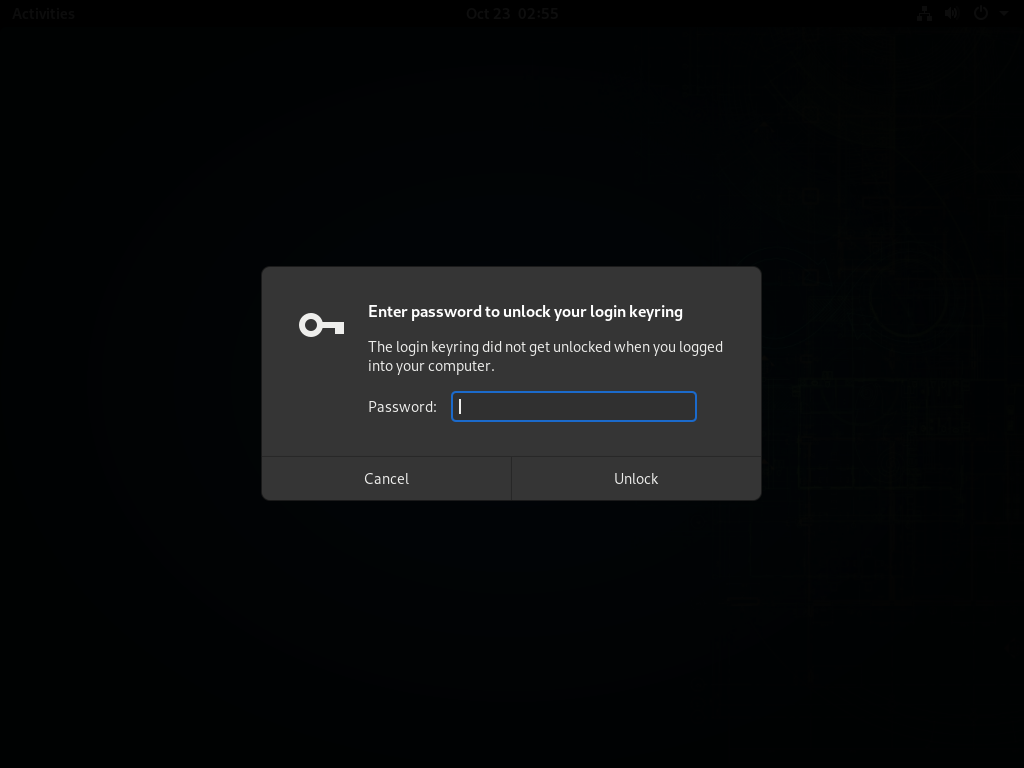 Activities
Oct 23 02:55
Enter password to unlock your login keyring
The login keyring did not get unlocked when you logged
into your computer.
Password:
Cancel
Unlock